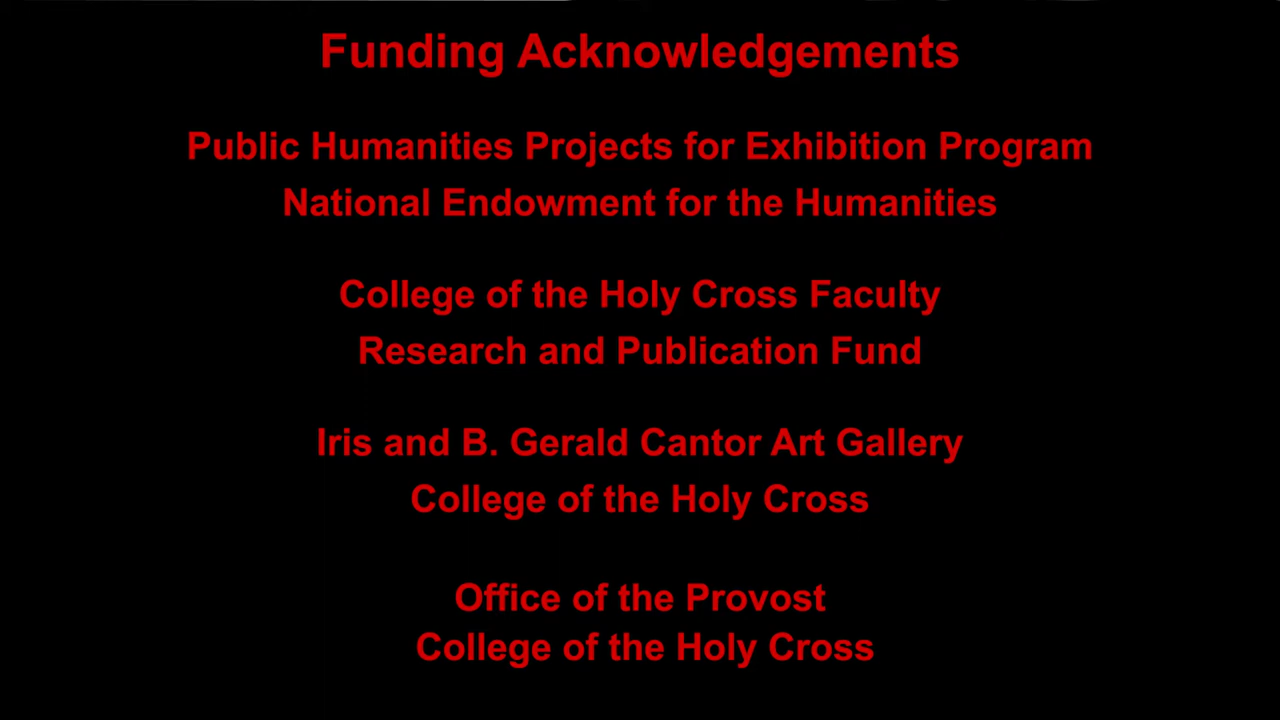 Funding Acknowledgements
Public Humanities Projects for Exhibition Program
National Endowment for the Humanities
College of the Holy Cross Faculty
Research and Publication Fund
Iris and B. Gerald Cantor Art Gallery
College of the Holy Cross
Office of the Provost
College of the Holy Cross